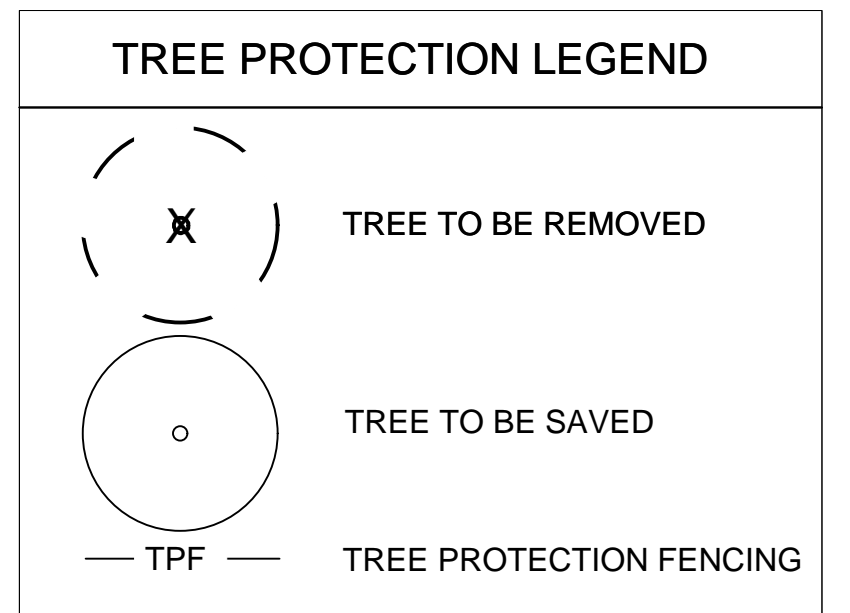 TREE PROTECTION LEGEND
X TREE TO BE REMOVED
TREE TO BE SAVED
TPF TREE PROTECTION FENCING